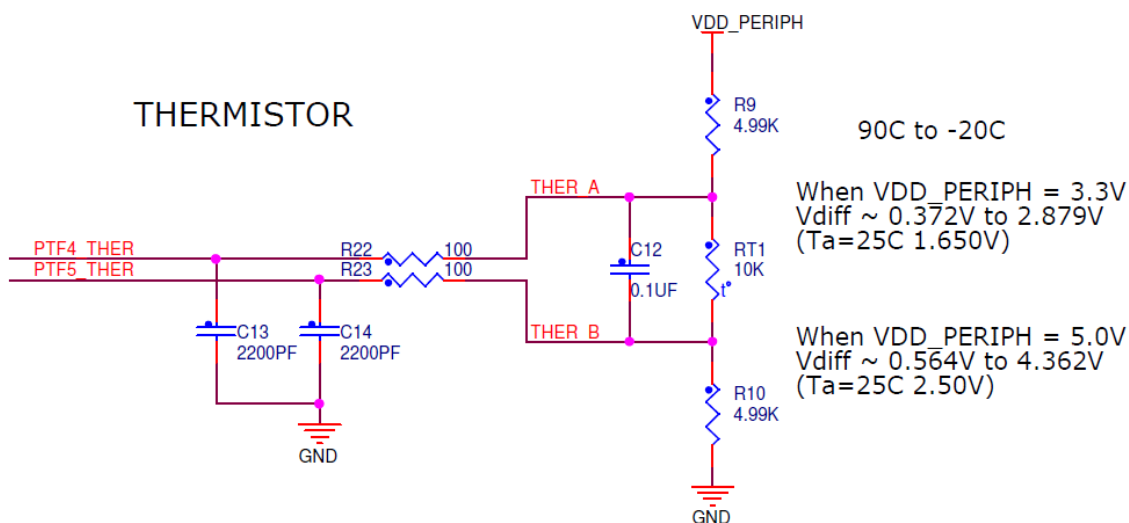 VDD_PERIPH
THERMISTOR
R9
4.99K
90C to -20C
THER_A
When VDD_PERIPH = 3.3V
Vdiff ~ 0.372V to 2.879V
(Ta=25C 1.650V)
PTF4_THER
R22
100
C12
0.1UF
RT1
10K
t°
PTF5_THER
R23
100
C13
2200PF
C14
2200PF
THER_B
When VDD_PERIPH = 5.0V
Vdiff ~ 0.564V to 4.362V
(Ta=25C 2.50V)
R10
4.99K
GND
GND